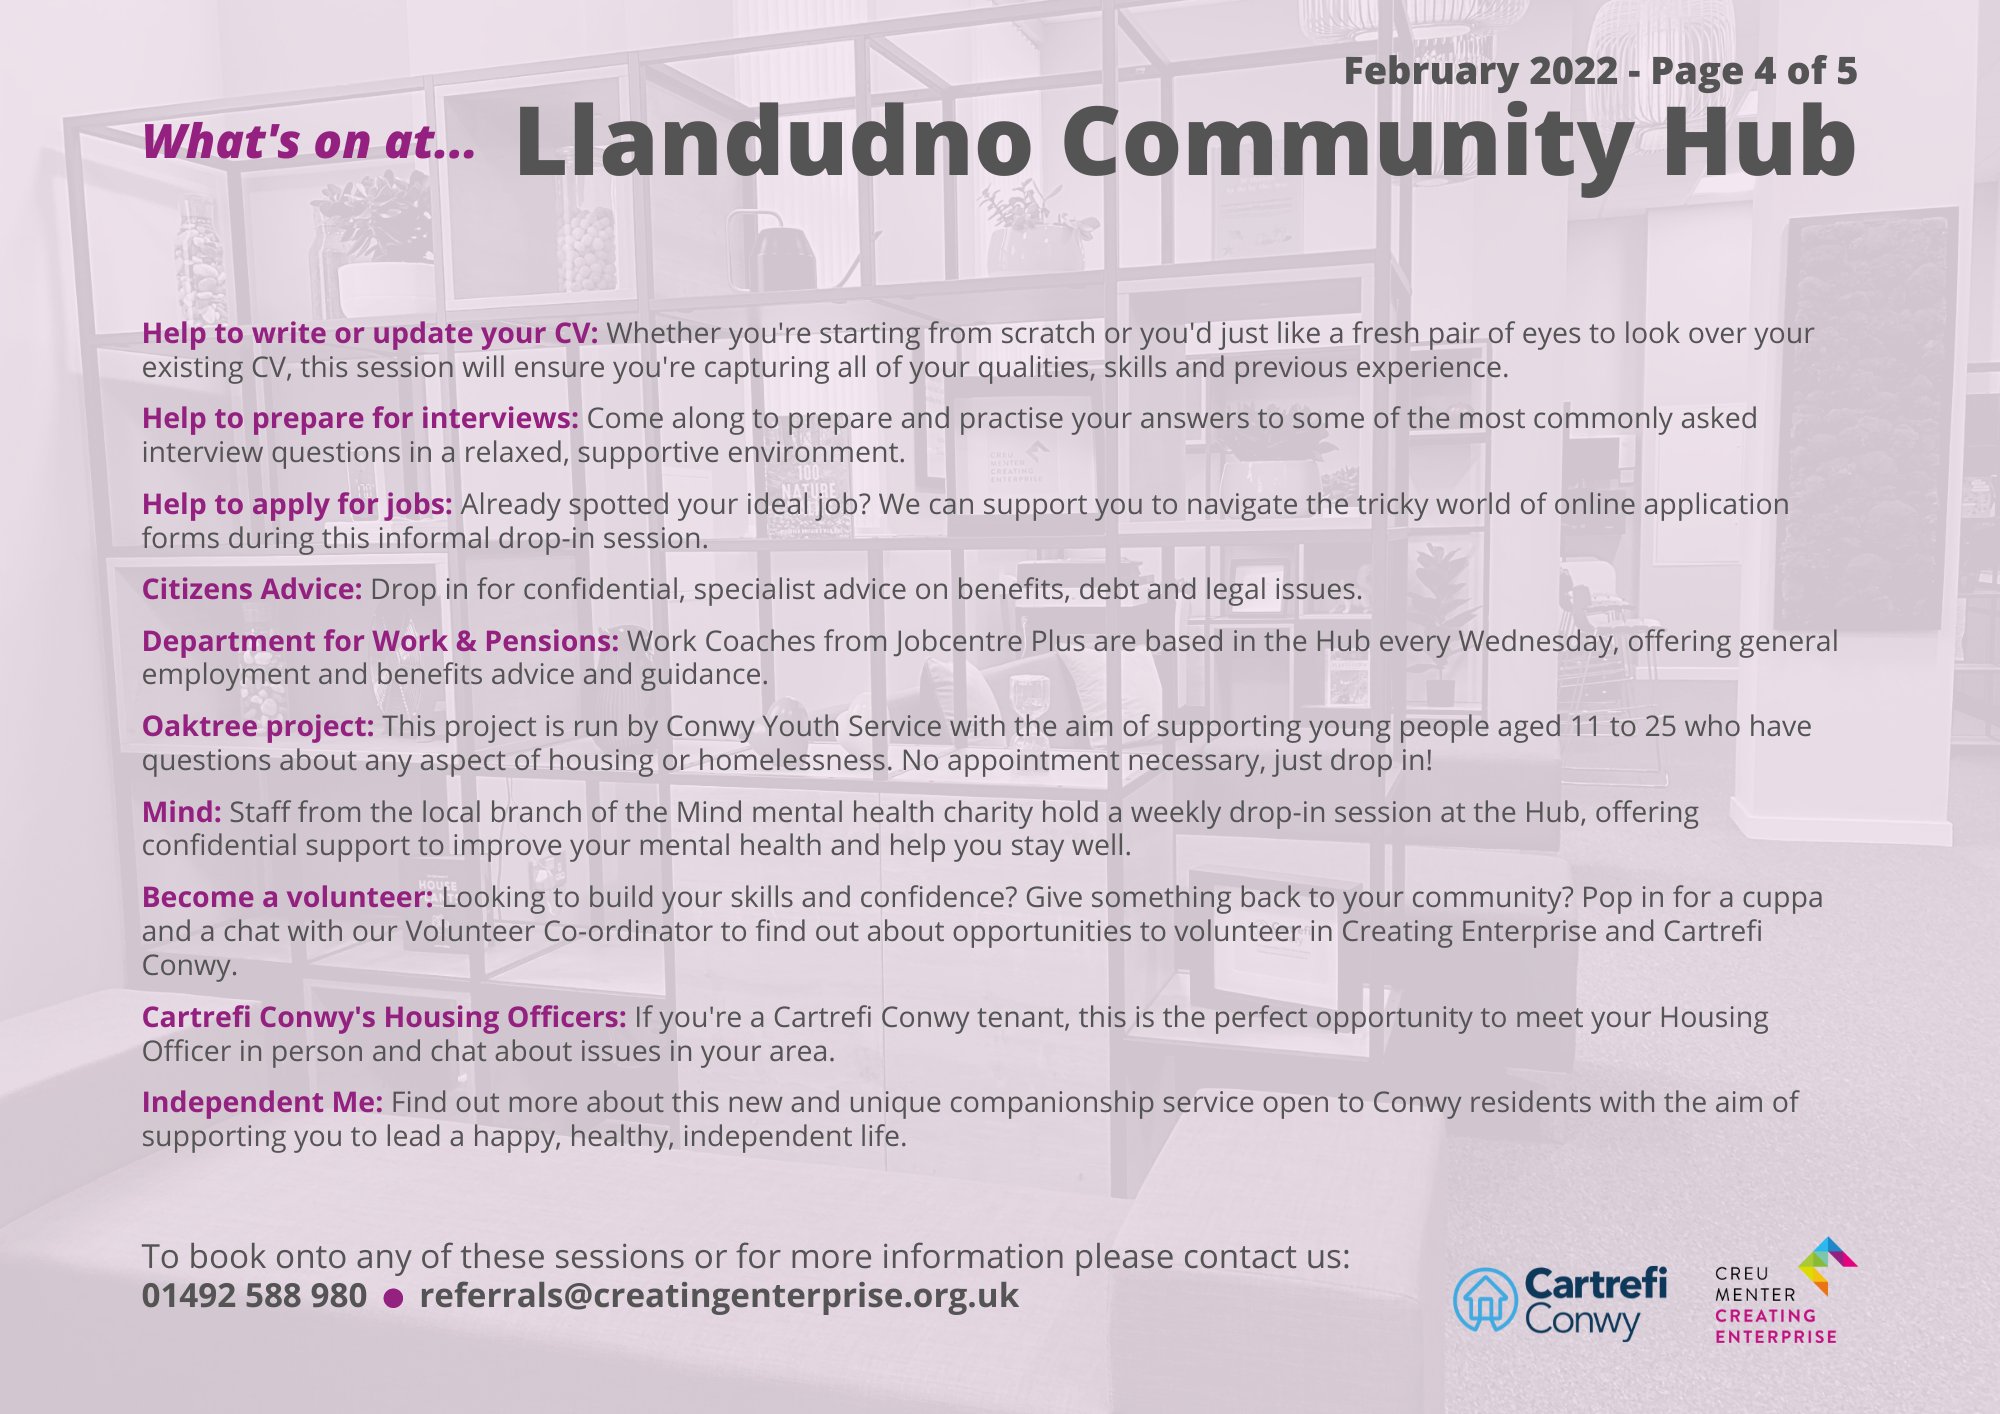 February 2022 - Page 4 of 5
What's on at... Llandudno Community Hub
Help to write or update your CV: Whether you're starting from scratch or you'd just like a fresh pair of eyes to look over your
existing CV, this session will ensure you're capturing all of your qualities, skills and previous experience.
Help to prepare for interviews: Come along to prepare and practise your answers to some of the most commonly asked
interview questions in a relaxed, supportive environment.
Help to apply for jobs: Already spotted your ideal job? We can support you to navigate the tricky world of online application
forms during this informal drop-in session.
Citizens Advice: Drop in for confidential, specialist advice on benefits, debt and legal issues.
Department for Work & Pensions: Work Coaches from Jobcentre Plus are based in the Hub every Wednesday, offering general
employment and benefits advice and guidance.
Oaktree project: This project is run by Conwy Youth Service with the aim of supporting young people aged 11 to 25 who have
questions about any aspect of housing or homelessness. No appointment necessary, just drop in!
Mind: Staff from the local branch of the Mind mental health charity hold a weekly drop-in session at the Hub, offering
confidential support to improve your mental health and help you stay well.
Become a volunteer: Looking to build your skills and confidence? Give something back to your community? Pop in for a cuppa
and a chat with our Volunteer Co-ordinator to find out about opportunities to volunteer in Creating Enterprise and Cartrefi
Conwy.
Cartrefi Conwy's Housing Officers: If you're a Cartrefi Conwy tenant, this is the perfect opportunity to meet your Housing
Officer in person and chat about issues in your area.
Independent Me: Find out more about this new and unique companionship service open to Conwy residents with the aim of
supporting you to lead a happy, healthy, independent life.
To book onto any of these sessions or for more information please contact us:
01492 588 980 ● referrals@creatingenterprise.org.uk
Cartrefi
Conwy
CREU
MENTER
CREATING
ENTERPRISE